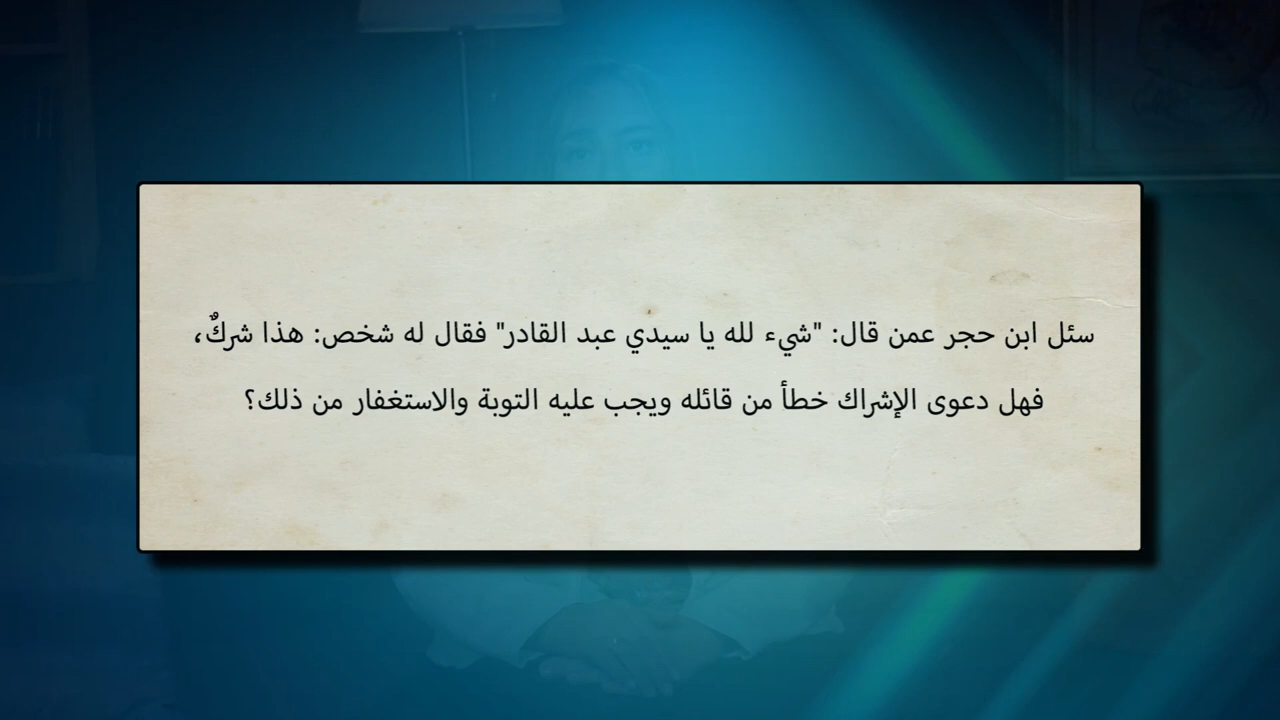 سئل ابن حجر عمن قال: "شيء لله يا سيدي عبد القادر" فقال له شخص: هذا شركٌ،
فهل دعوى الإشراك خطأ من قائله ويجب عليه التوبة والاستغفار من ذلك؟